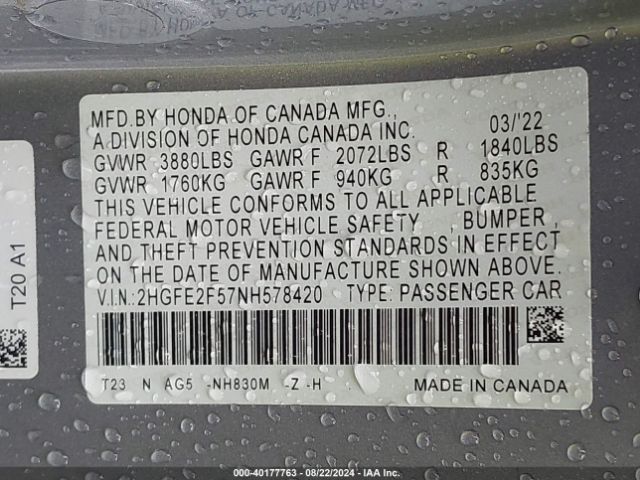 MFD.BY HONDA OF CANADA MFG.,
A DIVISION OF HONDA CANADA INC. 03/'22
GVWR 3880LBS GAWR F 2072LBS R 1840LBS
GVWR 1760KG GAWR F 940KG R 835KG
THIS VEHICLE CONFORMS TO ALL APPLICABLE
FEDERAL MOTOR VEHICLE SAFETY , BUMPER
AND THEFT PREVENTION STANDARDS IN EFFECT
ON THE DATE OF MANUFACTURE SHOWN ABOVE.
V.I.N.:2HGFE2F57NH578420 TYPE: PASSENGER CAR
T23 N AG5 -NH830M -Z -H MADE IN CANADA
T20 A1
000-40177763 - 08/22/2024 - IAA Inc.